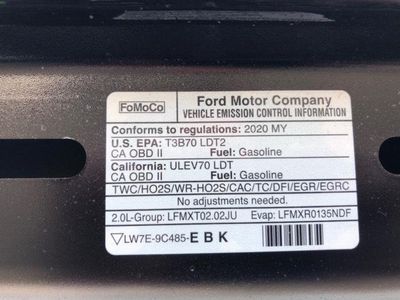 FoMoCo
Ford Motor Company
VEHICLE EMISSION CONTROL INFORMATION
Conforms to regulations: 2020 MY
U.S. EPA: T3B70 LDT2
CA OBD II Fuel: Gasoline
California: ULEV70 LDT
CA OBD II Fuel: Gasoline
TWC/HO2S/WR-HO2S/CAC/TC/DFI/EGR/EGRC
No adjustments needed.
2.0L-Group: LFMXT02.02JU Evap: LFMXR0135NDF
LW7E-9C485-E B K